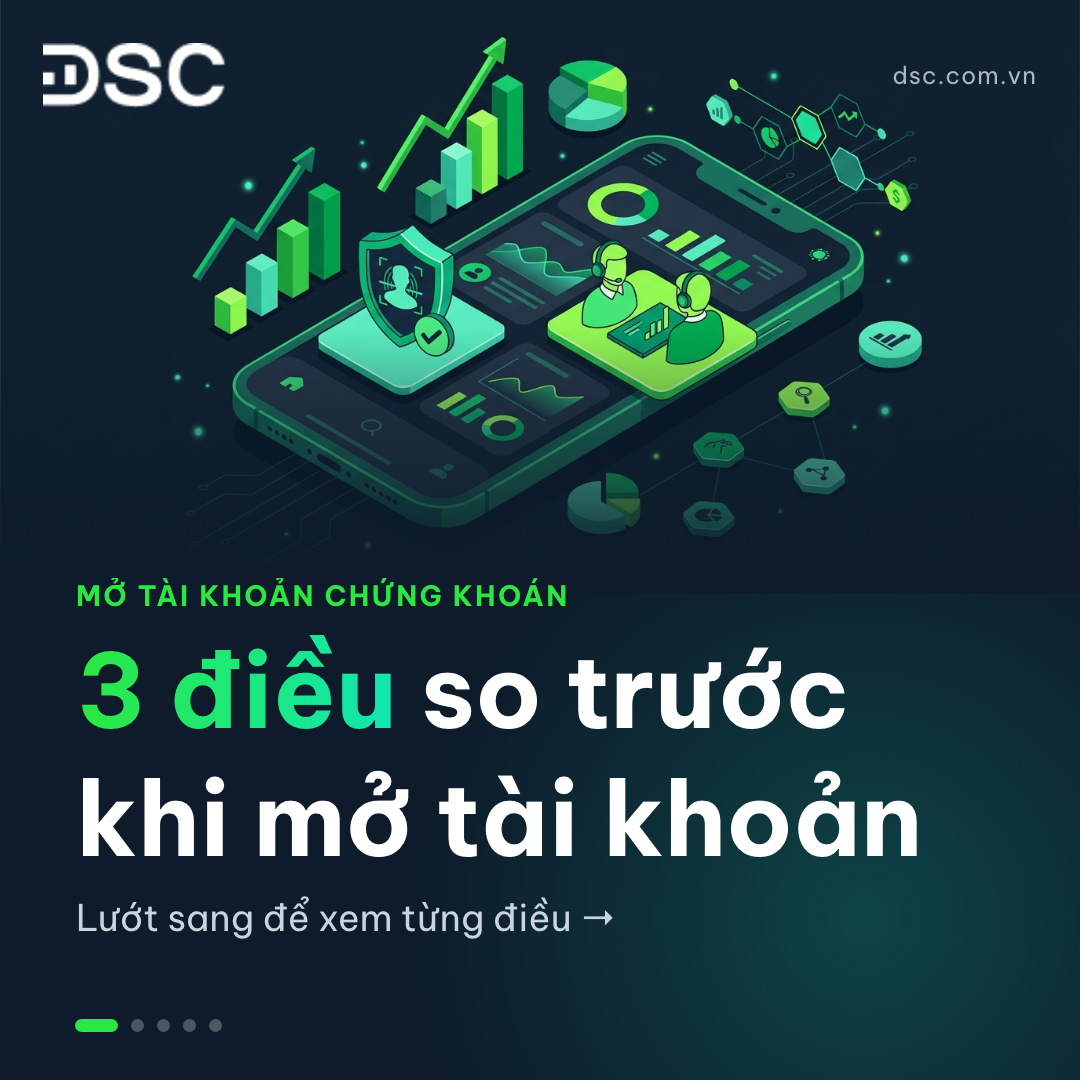 DSC
dsc.com.vn
MỞ TÀI KHOẢN CHỨNG KHOÁN
3 điều so trước
khi mở tài khoản
Lướt sang để xem từng điều →